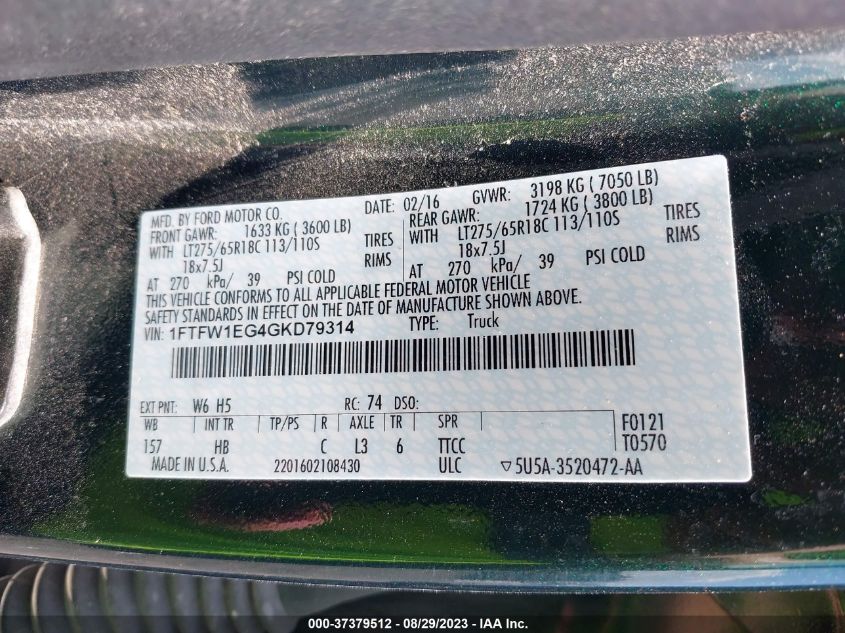 MFD. BY FORD MOTOR CO. DATE: 02/16 GVWR: 3198 KG ( 7050 LB)
FRONT GAWR: 1633 KG ( 3600 LB) REAR GAWR: 1724 KG ( 3800 LB)
WITH LT275/65R18C 113/110S TIRES WITH LT275/65R18C 113/110S TIRES
18x7.5J RIMS 18x7.5J RIMS
AT 270 kPa/ 39 PSI COLD AT 270 kPa/ 39 PSI COLD
THIS VEHICLE CONFORMS TO ALL APPLICABLE FEDERAL MOTOR VEHICLE
SAFETY STANDARDS IN EFFECT ON THE DATE OF MANUFACTURE SHOWN ABOVE.
VIN: 1FTFW1EG4GKD79314 TYPE: Truck
EXT PNT: W6 H5 RC: 74 DSO:
WB INT TR TP/PS R AXLE TR SPR F0121
157 HB C L3 6 TTCC T0570
MADE IN U.S.A. 2201602108430 ULC ▽5U5A-3520472-AA
000-37379512 - 08/29/2023 - IAA Inc.